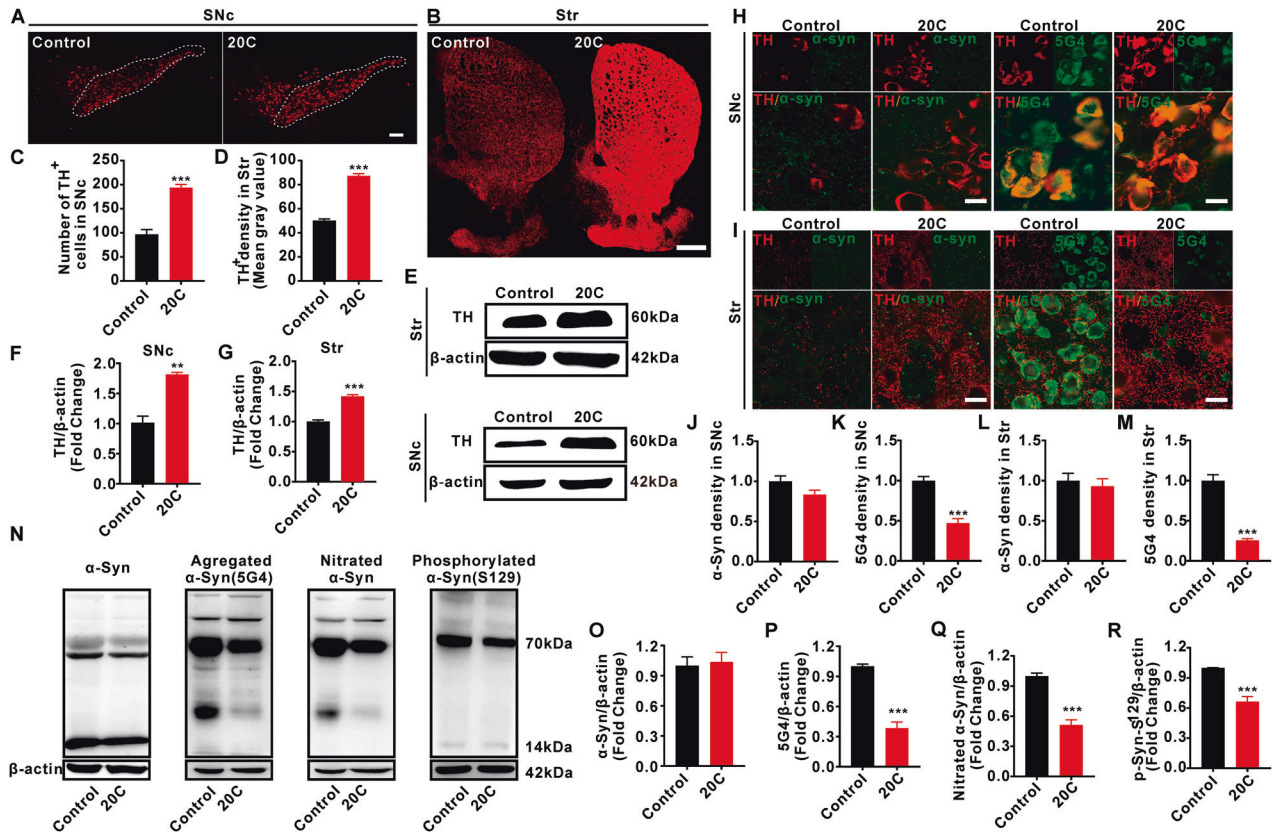 A
SNc
Control
20C
B
Str
Control
20C
C
Number of TH+
cells in SNc
250
200
150
100
50
0
***
Control
20C
D
TH+density in Str
(Mean gray value)
100
80
60
40
20
0
***
Control
20C
E
Control
20C
Str
TH
60kDa
β-actin
42kDa
Control
20C
SNc
TH
60kDa
β-actin
42kDa
F
SNc
TH/β-actin
(Fold Change)
2.0
1.5
1.0
0.5
0.0
**
Control
20C
G
Str
TH/β-actin
(Fold Change)
2.0
1.5
1.0
0.5
0.0
***
Control
20C
H
Control
20C
Control
20C
SNc
TH
α-syn
TH
α-syn
TH
5G4
TH
5G4
TH/α-syn
TH/α-syn
TH/5G4
TH/5G4
I
Control
20C
Control
20C
Str
TH
α-syn
TH
α-syn
TH
5G4
TH
5G4
TH/α-syn
TH/α-syn
TH/5G4
TH/5G4
J
α-Syn density in SNc
1.5
1.0
0.5
0.0
Control
20C
K
5G4 density in SNc
1.5
1.0
0.5
0.0
***
Control
20C
L
α-Syn density in Str
1.5
1.0
0.5
0.0
Control
20C
M
5G4 density in Str
1.5
1.0
0.5
0.0
***
Control
20C
N
α-Syn
Agregated
α-Syn(5G4)
Nitrated
α-Syn
Phosphorylated
α-Syn(S129)
70kDa
14kDa
β-actin
42kDa
Control
20C
Control
20C
Control
20C
Control
20C
O
α-Syn/β-actin
(Fold Change)
1.2
0.9
0.6
0.3
0.0
Control
20C
P
5G4/β-actin
(Fold Change)
1.2
0.9
0.6
0.3
0.0
***
Control
20C
Q
Nitrated α-Syn/β-actin
(Fold Change)
1.2
0.9
0.6
0.3
0.0
***
Control
20C
R
p-Syn-S129/β-actin
(Fold Change)
1.2
0.9
0.6
0.3
0.0
***
Control
20C